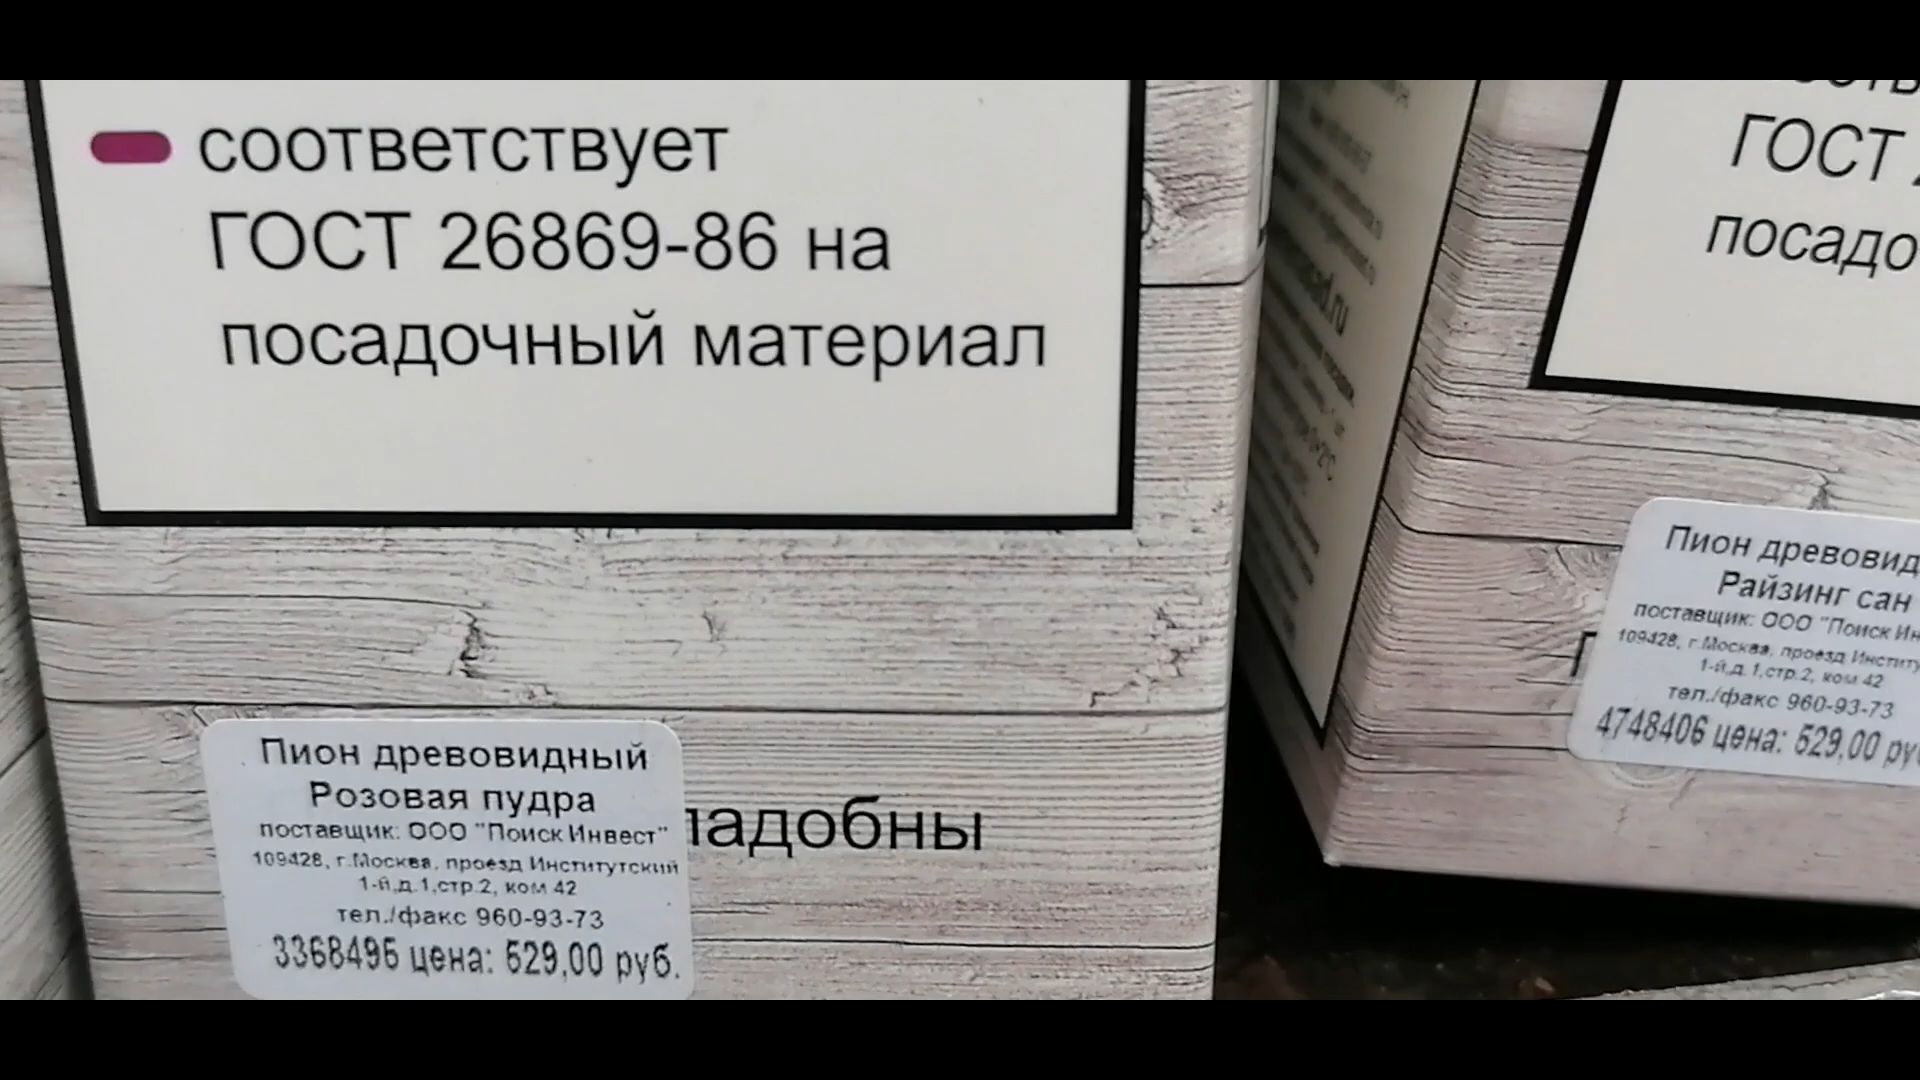 соответствует
ГОСТ 26869-86 на
посадочный материал
Пион древовидный
Розовая пудра
поставщик: ООО "Поиск Инвест"
109428, г.Москва, проезд Институтский
1-й,д.1,стр.2, ком 42
тел./факс 960-93-73
3368496 цена: 529,00 руб.
ладобны
ГОСТ
посадо
Пион древовид
Райзинг сан
поставщик: ООО "Поиск Ин
109428, г.Москва, проезд Институ
1-й,д.1,стр.2, ком 42
тел./факс 960-93-73
4748406 цена: 529,00 ру